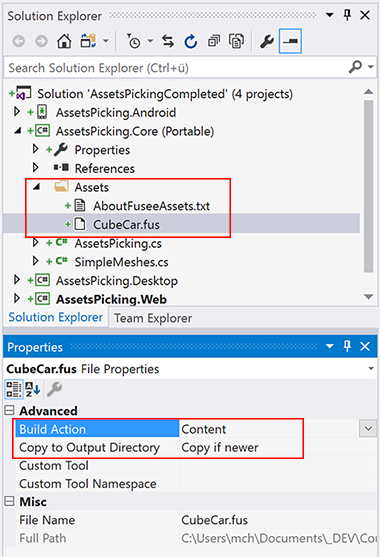 Solution Explorer
Search Solution Explorer (Ctrl+ü)
Solution 'AssetsPickingCompleted' (4 projects)
AssetsPicking.Android
AssetsPicking.Core (Portable)
Properties
References
Assets
AboutFuseeAssets.txt
CubeCar.fus
AssetsPicking.cs
SimpleMeshes.cs
AssetsPicking.Desktop
AssetsPicking.Web
Solution Explorer Team Explorer
Properties
CubeCar.fus File Properties
Advanced
Build Action Content
Copy to Output Directory Copy if newer
Custom Tool
Custom Tool Namespace
Misc
File Name CubeCar.fus
Full Path C:\Users\mch\Documents\_DEV\Cou